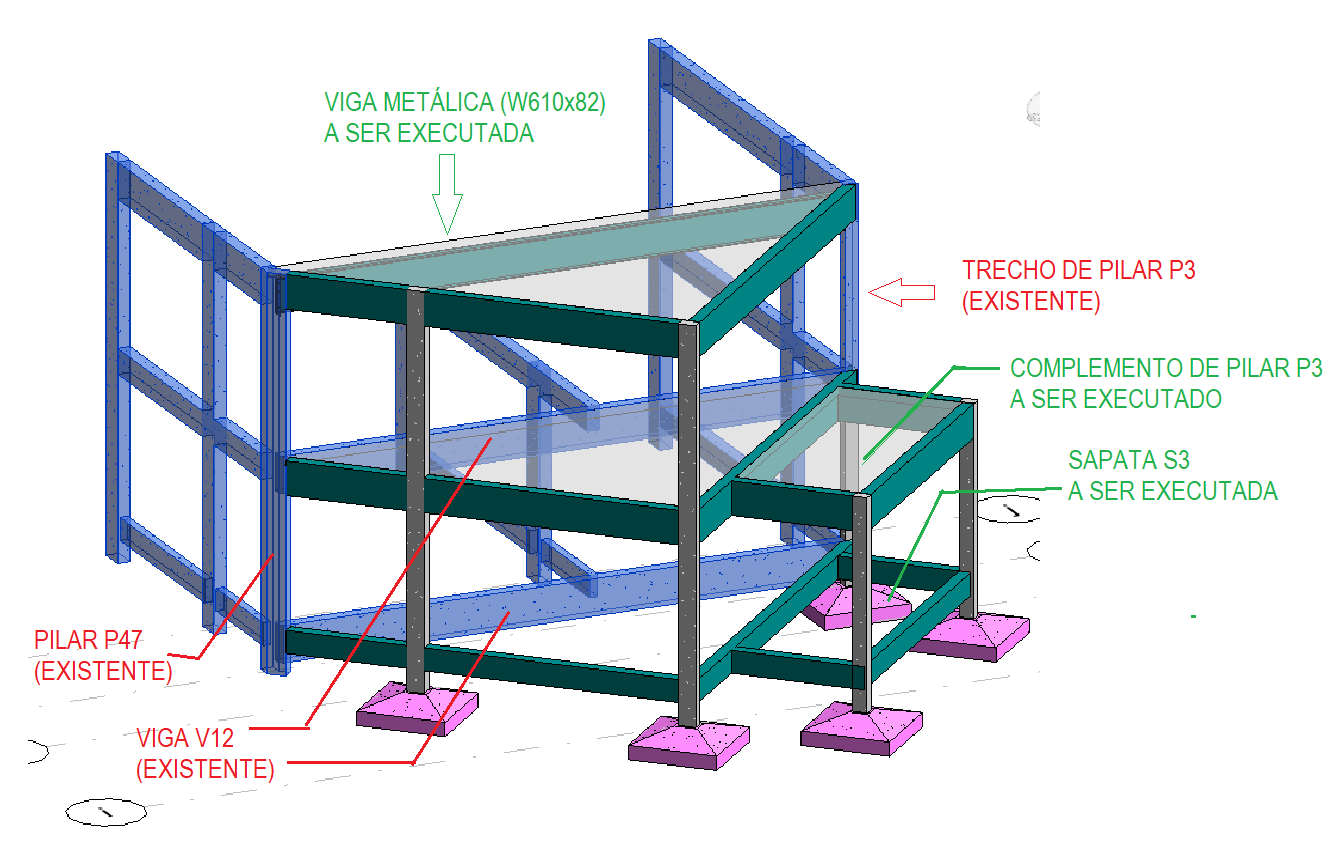 VIGA METÁLICA (W610x82)
A SER EXECUTADA
TRECHO DE PILAR P3
(EXISTENTE)
COMPLEMENTO DE PILAR P3
A SER EXECUTADO
SAPATA S3
A SER EXECUTADA
PILAR P47
(EXISTENTE)
VIGA V12
(EXISTENTE)